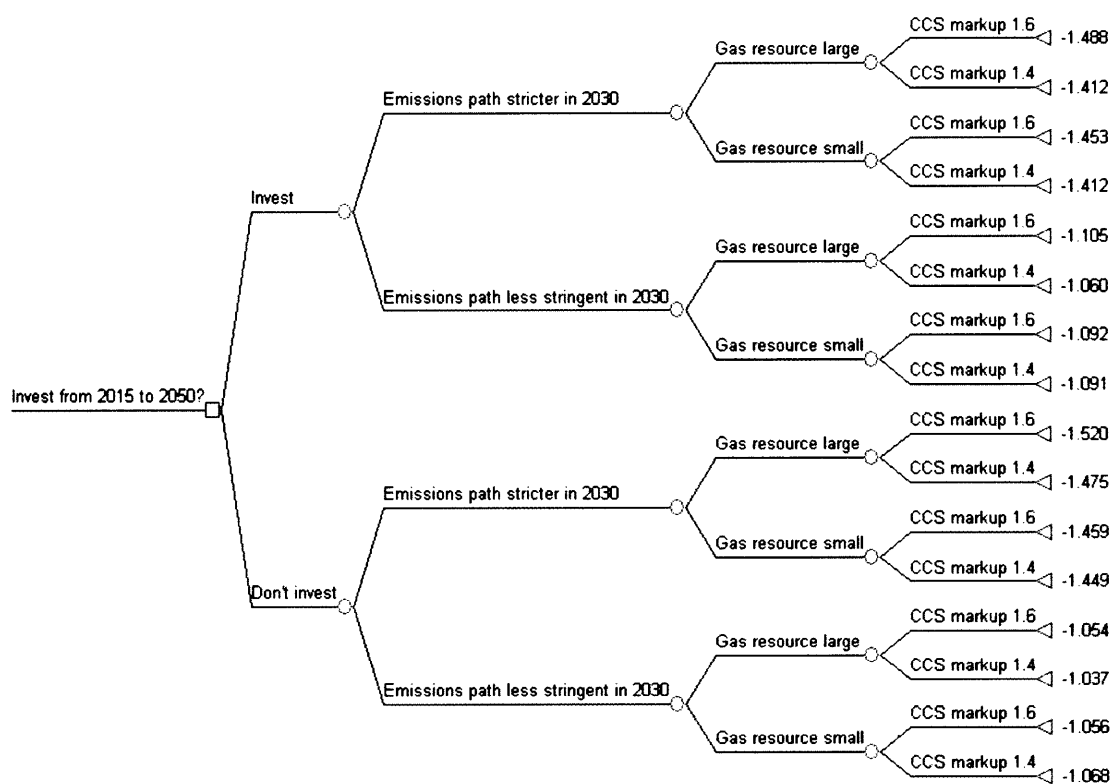 CCS markup 1.6
-1.488
Gas resource large
CCS markup 1.4
-1.412
Emissions path stricter in 2030
CCS markup 1.6
-1.453
Gas resource small
CCS markup 1.4
-1.412
Invest
CCS markup 1.6
-1.105
Gas resource large
CCS markup 1.4
-1.060
Emissions path less stringent in 2030
CCS markup 1.6
-1.092
Gas resource small
CCS markup 1.4
-1.091
Invest from 2015 to 2050?
CCS markup 1.6
-1.520
Gas resource large
CCS markup 1.4
-1.475
Emissions path stricter in 2030
CCS markup 1.6
-1.459
Gas resource small
CCS markup 1.4
-1.449
Don't invest
CCS markup 1.6
-1.054
Gas resource large
CCS markup 1.4
-1.037
Emissions path less stringent in 2030
CCS markup 1.6
-1.056
Gas resource small
CCS markup 1.4
-1.068